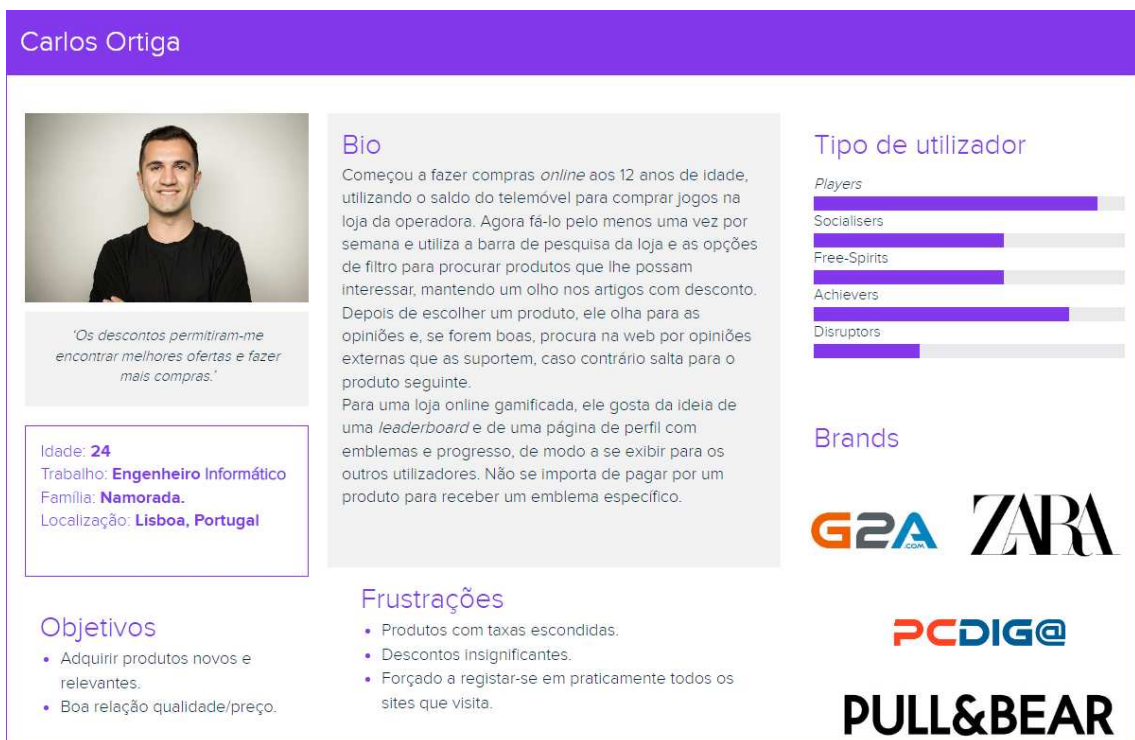 Carlos Ortiga
'Os descontos permitiram-me
encontrar melhores ofertas e fazer
mais compras.'
Idade: 24
Trabalho: Engenheiro Informático
Família: Namorada.
Localização: Lisboa, Portugal
Objetivos
• Adquirir produtos novos e
relevantes.
• Boa relação qualidade/preço.
Bio
Começou a fazer compras online aos 12 anos de idade,
utilizando o saldo do telemóvel para comprar jogos na
loja da operadora. Agora fá-lo pelo menos uma vez por
semana e utiliza a barra de pesquisa da loja e as opções
de filtro para procurar produtos que lhe possam
interessar, mantendo um olho nos artigos com desconto.
Depois de escolher um produto, ele olha para as
opiniões e, se forem boas, procura na web por opiniões
externas que as suportem, caso contrário salta para o
produto seguinte.
Para uma loja online gamificada, ele gosta da ideia de
uma leaderboard e de uma página de perfil com
emblemas e progresso, de modo a se exibir para os
outros utilizadores. Não se importa de pagar por um
produto para receber um emblema específico.
Frustrações
• Produtos com taxas escondidas.
• Descontos insignificantes.
• Forçado a registar-se em praticamente todos os
sites que visita.
Tipo de utilizador
Players
Socialisers
Free-Spirits
Achievers
Disruptors
Brands
G2A.COM
ZARA
PCDIG@
PULL&BEAR